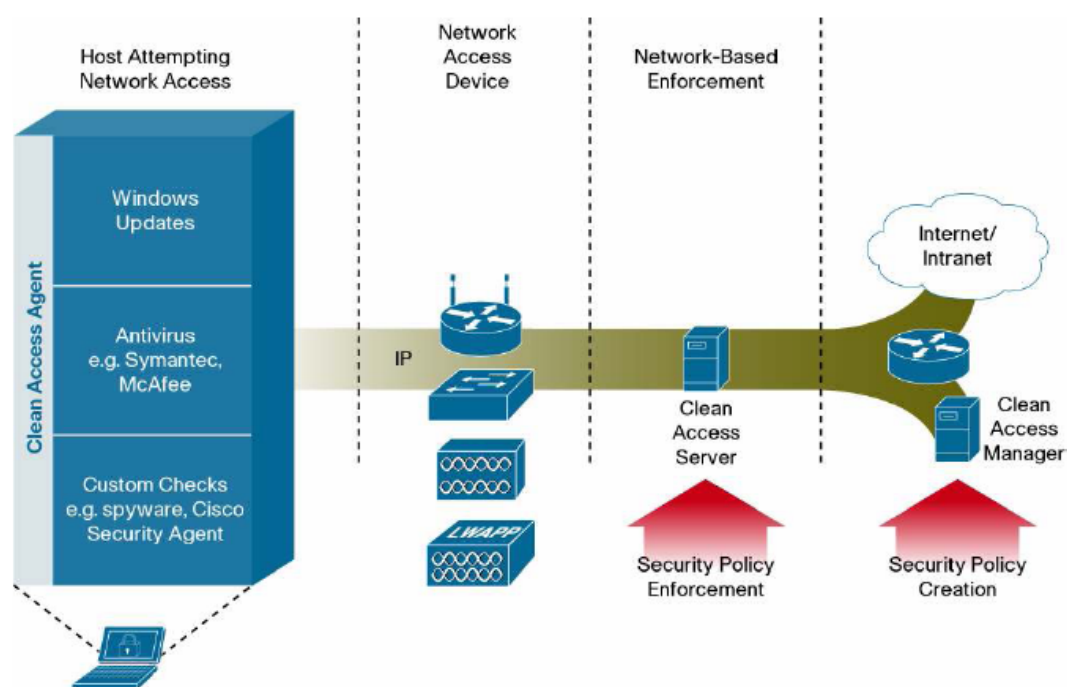 Host Attempting
Network Access
Network
Access
Device
Network-Based
Enforcement
Clean Access Agent
Windows
Updates
Antivirus
e.g. Symantec,
McAfee
Custom Checks
e.g. spyware, Cisco
Security Agent
IP
LWAPP
Clean
Access
Server
Internet/
Intranet
Clean
Access
Manager
Security Policy
Enforcement
Security Policy
Creation